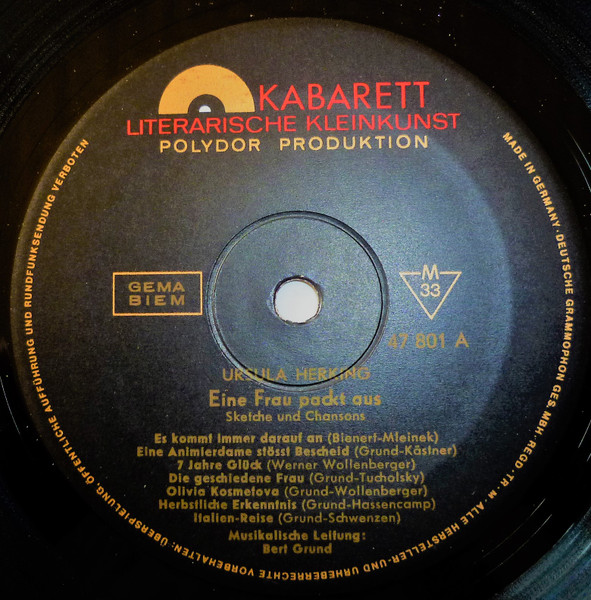 KABARETT
LITERARISCHE KLEINKUNST
POLYDOR PRODUKTION
GEMA
BIEM
M
33
47 801 A
URSULA HERKING
Eine Frau packt aus
Sketche und Chansons
Es kommt immer darauf an (Bienert-Mleinek)
Eine Animierdame stösst Bescheid (Grund-Kästner)
7 Jahre Glück (Werner Wollenberger)
Die geschiedene Frau (Grund-Tucholsky)
Olivia Kosmetova (Grund-Wollenberger)
Herbstliche Erkenntnis (Grund-Hassencamp)
Italien-Reise (Grund-Schwenzen)
Musikalische Leitung:
Bert Grund
MADE IN GERMANY · DEUTSCHE GRAMMOPHON GES. MBH · REGD · TR · M · ALLE HERSTELLER- UND URHEBERRECHTE VORBEHALTEN: ÜBERSPIELUNG, ÖFFENTLICHE AUFFÜHRUNG UND RUNDFUNKSENDUNG VERBOTEN